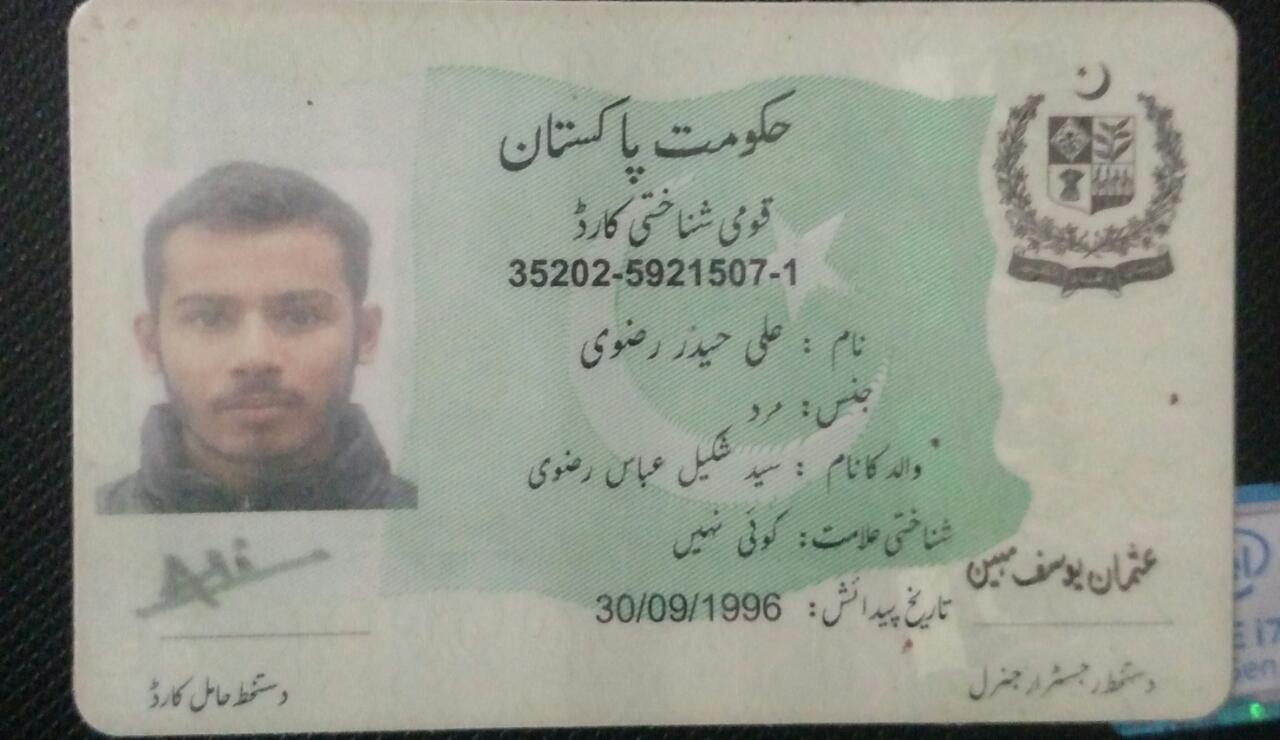 حکومت پاکستان
قومی شناختی کارڈ
35202-5921507-1
نام : علی حیدر رضوی
جنس: مرد
والد کا نام : سید شکیل عباس رضوی
شناختی علامت: کوئی نہیں
تاریخ پیدائش: 30/09/1996
عثمان یوسف مبین
دستخط حامل کارڈ
دستخط رجسٹرار جنرل